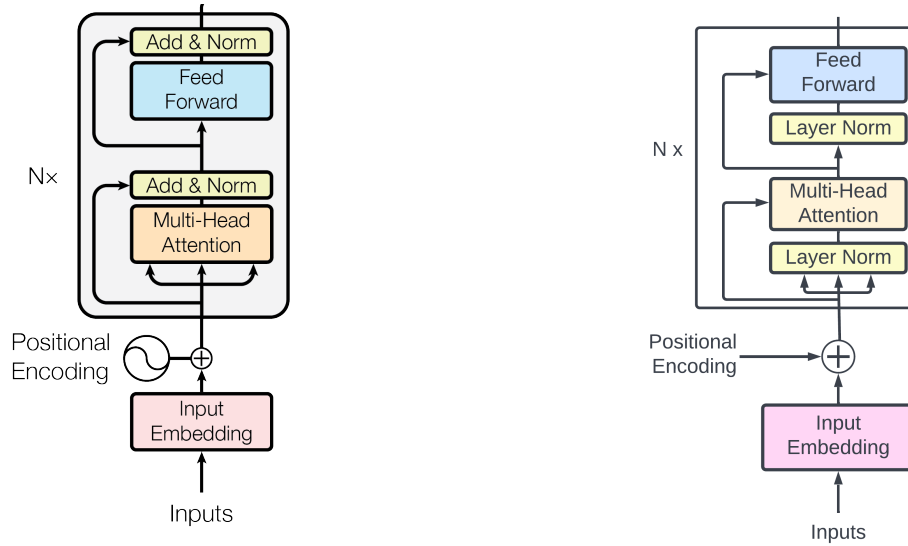 Add & Norm
Feed
Forward
N×
Add & Norm
Multi-Head
Attention
Positional
Encoding
Input
Embedding
Inputs
Feed
Forward
Layer Norm
N x
Multi-Head
Attention
Layer Norm
Positional
Encoding
Input
Embedding
Inputs